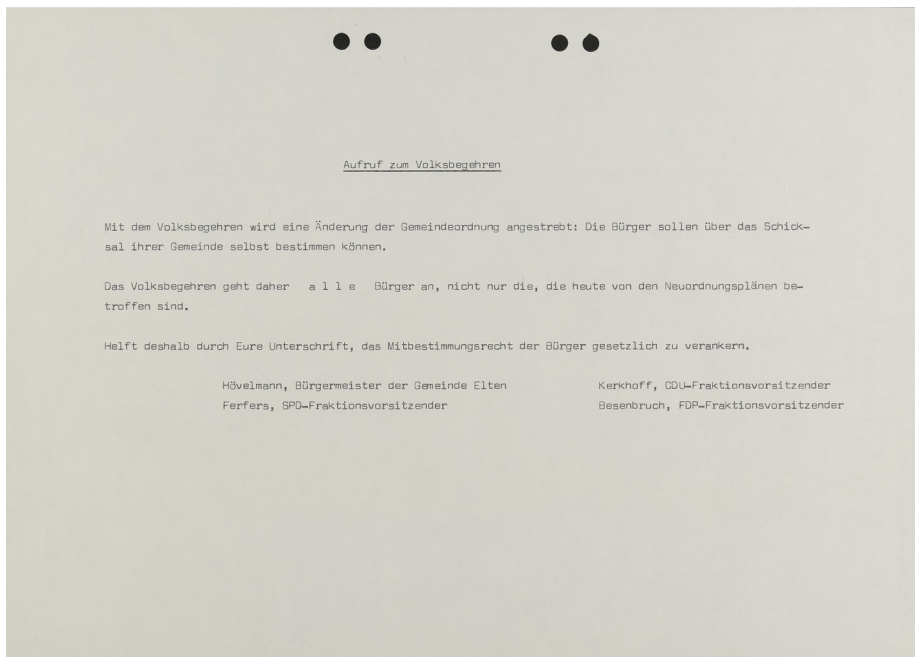 Aufruf zum Volksbegehren
Mit dem Volksbegehren wird eine Änderung der Gemeindeordnung angestrebt: Die Bürger sollen über das Schick-
sal ihrer Gemeinde selbst bestimmen können.
Das Volksbegehren geht daher a l l e Bürger an, nicht nur die, die heute von den Neuordnungsplänen be-
troffen sind.
Helft deshalb durch Eure Unterschrift, das Mitbestimmungsrecht der Bürger gesetzlich zu verankern.
Hövelmann, Bürgermeister der Gemeinde Elten Kerkhoff, CDU-Fraktionsvorsitzender
Ferfers, SPD-Fraktionsvorsitzender Besenbruch, FDP-Fraktionsvorsitzender